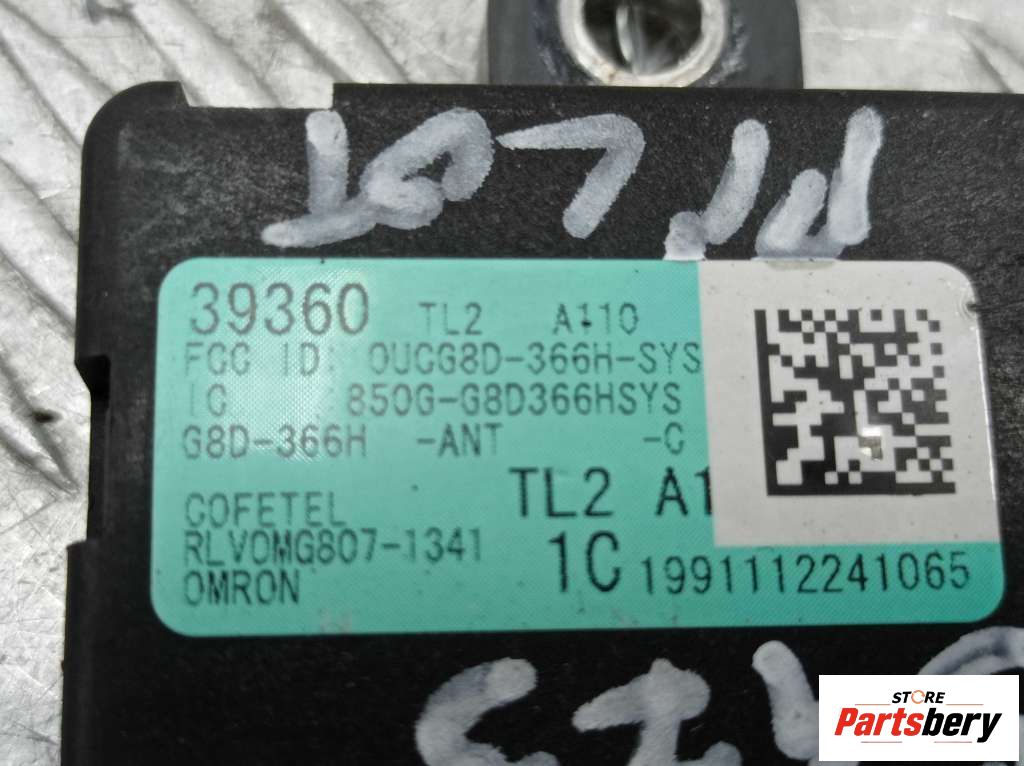 PILOT
39360 TL2 A110
FCC ID: OUCG8D-366H-SYS
IC 850G-G8D366HSYS
G8D-366H -ANT -C
TL2 A1
COFETEL
RLVOMG807-1341
1C 1991112241065
OMRON
STORE
Partsbery